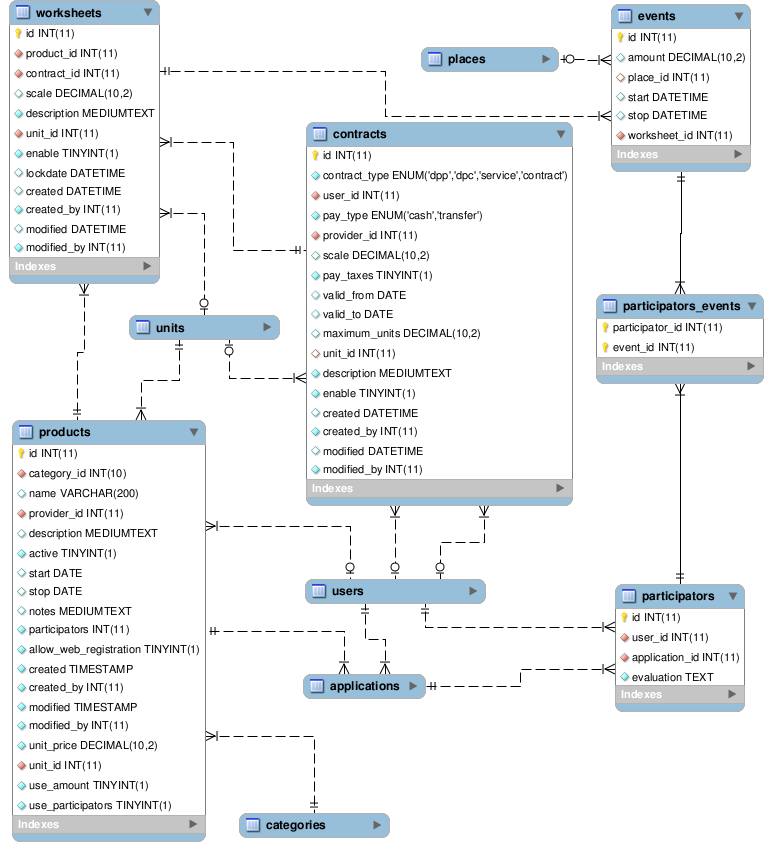 worksheets
id INT(11)
product_id INT(11)
contract_id INT(11)
scale DECIMAL(10,2)
description MEDIUMTEXT
unit_id INT(11)
enable TINYINT(1)
lockdate DATETIME
created DATETIME
created_by INT(11)
modified DATETIME
modified_by INT(11)
Indexes
places
events
id INT(11)
amount DECIMAL(10,2)
place_id INT(11)
start DATETIME
stop DATETIME
worksheet_id INT(11)
Indexes
contracts
id INT(11)
contract_type ENUM('dpp','dpc','service','contract')
user_id INT(11)
pay_type ENUM('cash','transfer')
provider_id INT(11)
scale DECIMAL(10,2)
pay_taxes TINYINT(1)
valid_from DATE
valid_to DATE
maximum_units DECIMAL(10,2)
unit_id INT(11)
description MEDIUMTEXT
enable TINYINT(1)
created DATETIME
created_by INT(11)
modified DATETIME
modified_by INT(11)
Indexes
units
participators_events
participator_id INT(11)
event_id INT(11)
Indexes
products
id INT(11)
category_id INT(10)
name VARCHAR(200)
provider_id INT(11)
description MEDIUMTEXT
active TINYINT(1)
start DATE
stop DATE
notes MEDIUMTEXT
participators INT(11)
allow_web_registration TINYINT(1)
created TIMESTAMP
created_by INT(11)
modified TIMESTAMP
modified_by INT(11)
unit_price DECIMAL(10,2)
unit_id INT(11)
use_amount TINYINT(1)
use_participators TINYINT(1)
Indexes
users
applications
participators
id INT(11)
user_id INT(11)
application_id INT(11)
evaluation TEXT
Indexes
categories